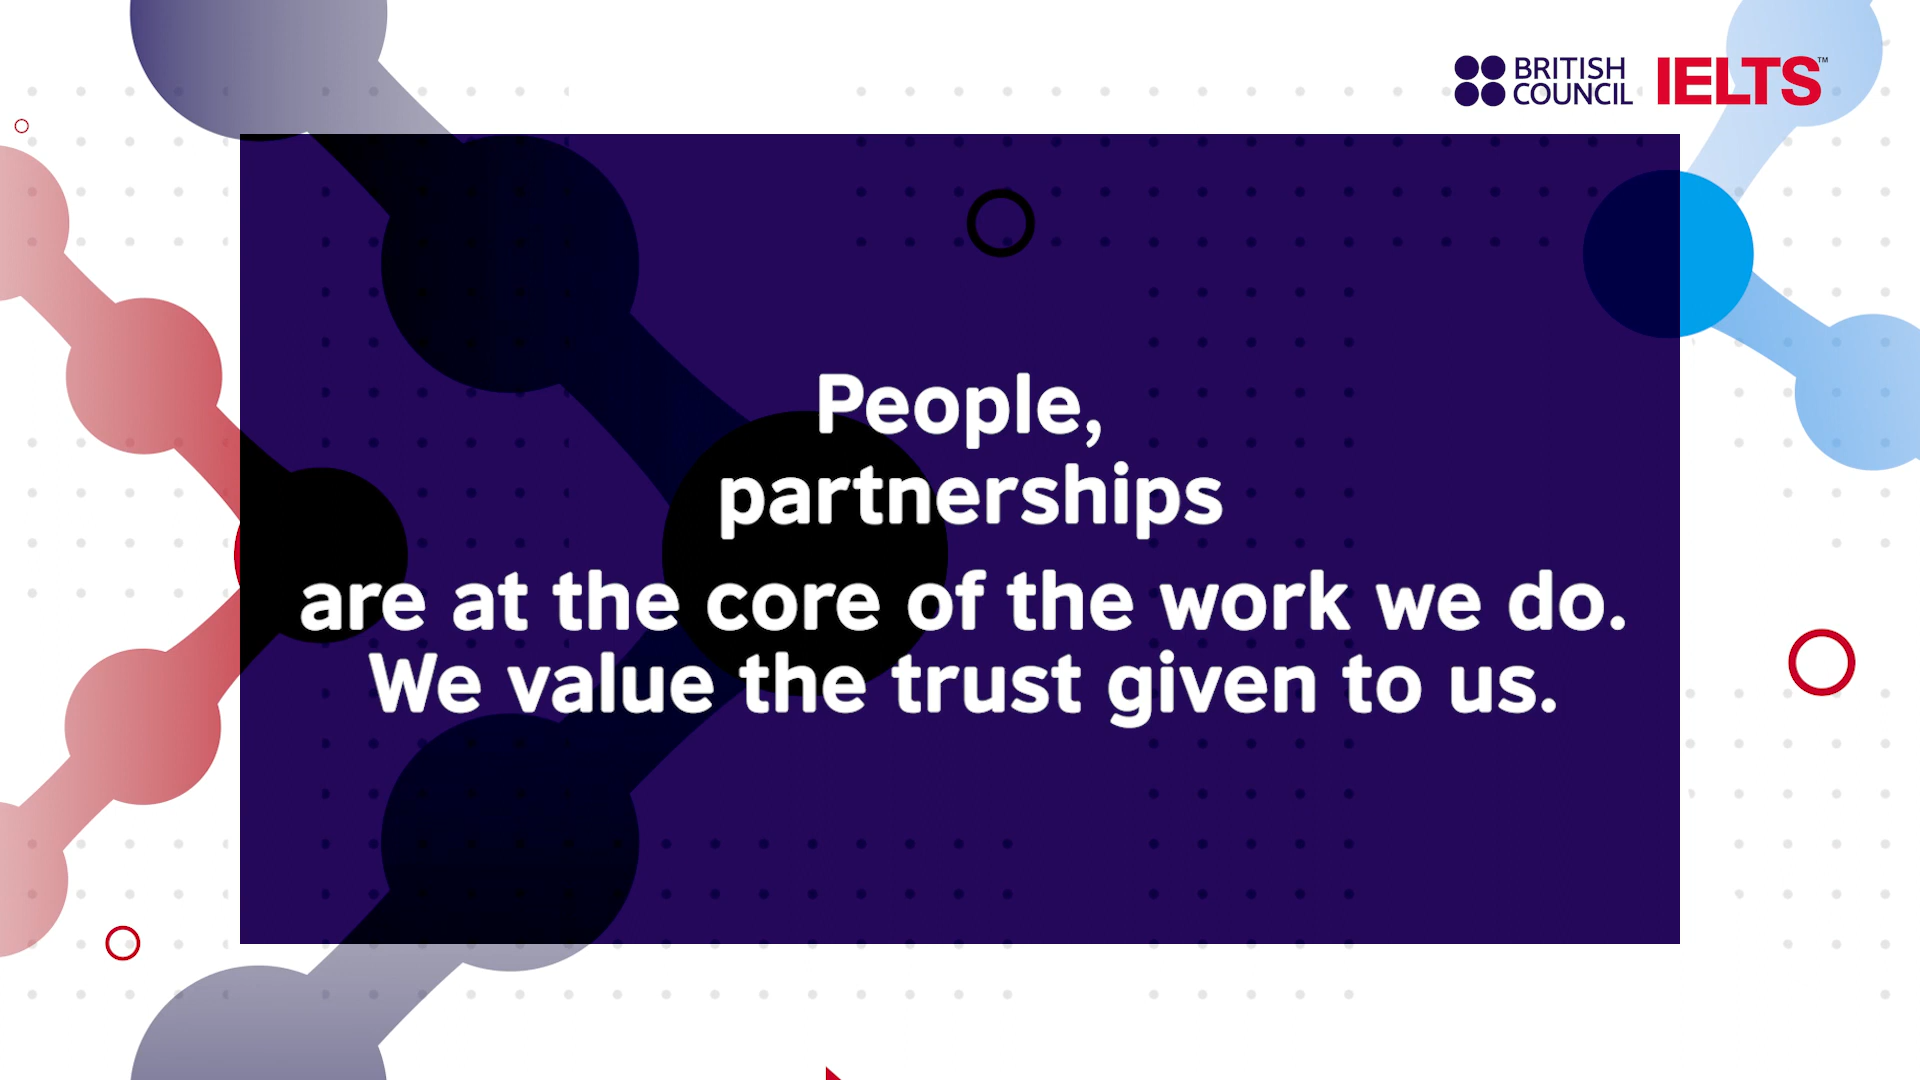 BRITISH
COUNCIL
IELTS™
People,
partnerships
are at the core of the work we do.
We value the trust given to us.